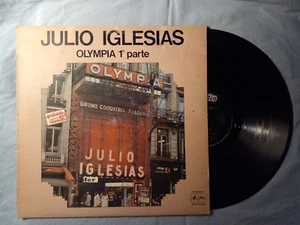 JULIO IGLESIAS
OLYMPIA 1ª parte
OLYMPIA
BRUNO COQUATRIX
JULIO
IGLESIAS